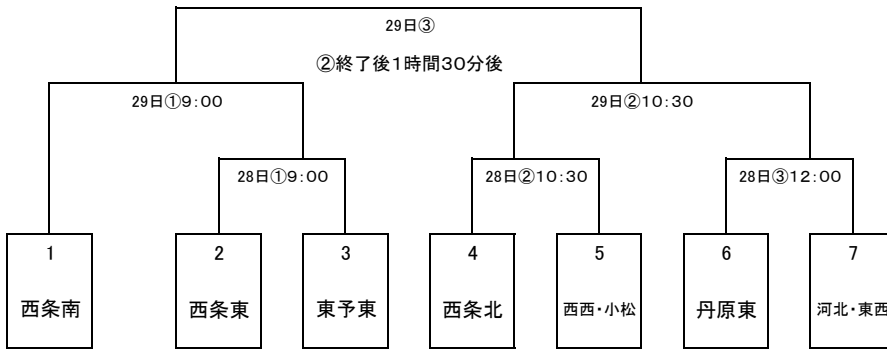 29日③
②終了後1時間30分後
29日①9:00
29日②10:30
28日①9:00
28日②10:30
28日③12:00
1
2
3
4
5
6
7
西条南
西条東
東予東
西条北
西西・小松
丹原東
河北・東西